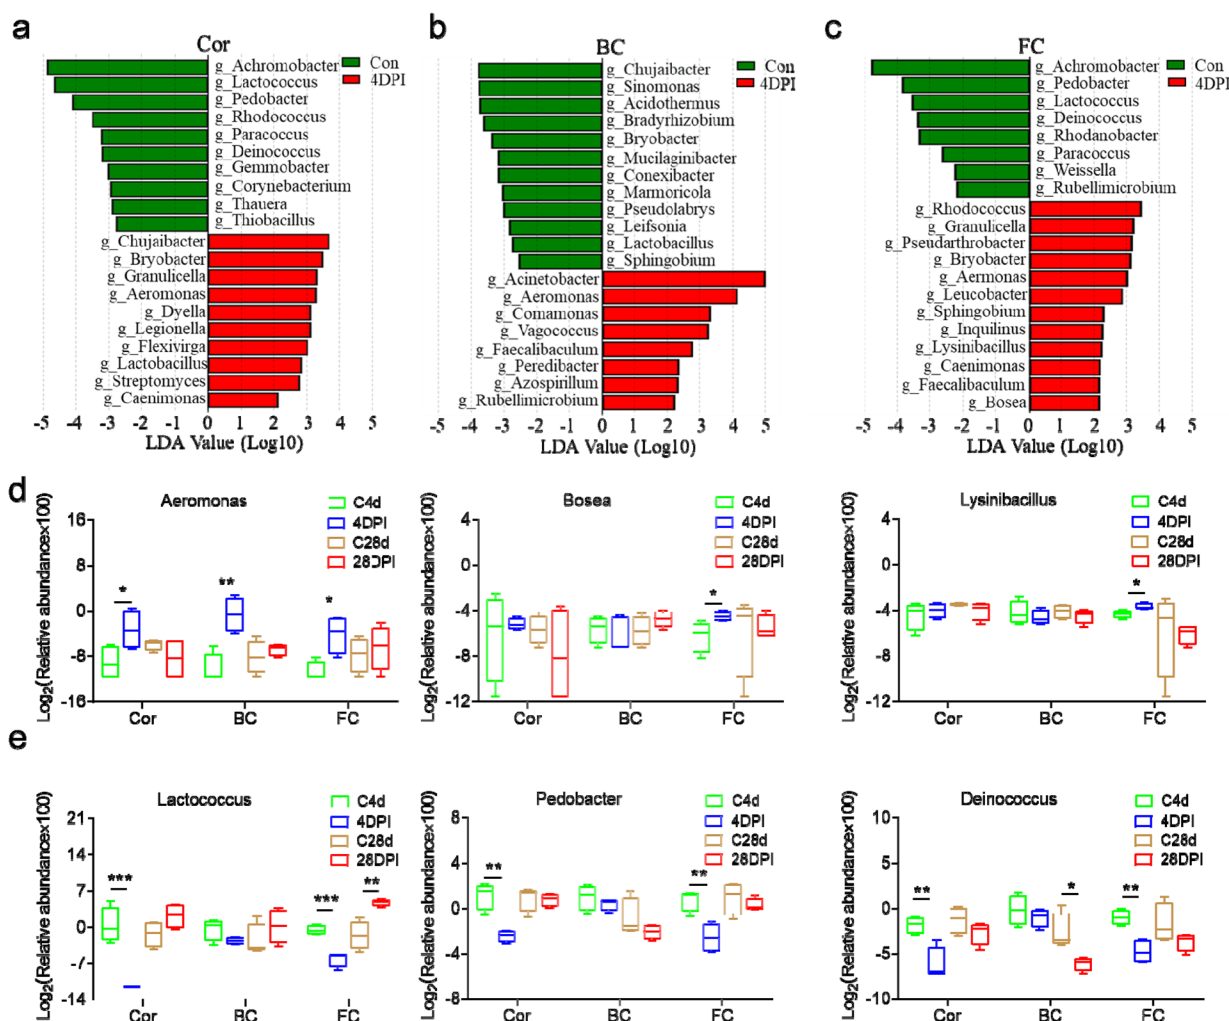 a
Cor
g_Achromobacter
g_Lactococcus
g_Pedobacter
g_Rhodococcus
g_Paracoccus
g_Deinococcus
g_Gemmobacter
g_Corynebacterium
g_Thauera
g_Thiobacillus
g_Chujaibacter
g_Bryobacter
g_Granulicella
g_Aeromonas
g_Dyella
g_Legionella
g_Flexivirga
g_Lactobacillus
g_Streptomyces
g_Caenimonas
Con
4DPI
-5 -4 -3 -2 -1 0 1 2 3 4 5
LDA Value (Log10)
b
BC
g_Chujaibacter
g_Sinomonas
g_Acidothermus
g_Bradyrhizobium
g_Bryobacter
g_Mucilaginibacter
g_Conexibacter
g_Marmoricola
g_Pseudolabrys
g_Leifsonia
g_Lactobacillus
g_Sphingobium
g_Acinetobacter
g_Aeromonas
g_Comamonas
g_Vagococcus
g_Faecalibaculum
g_Peredibacter
g_Azospirillum
g_Rubellimicrobium
Con
4DPI
-5 -4 -3 -2 -1 0 1 2 3 4 5
LDA Value (Log10)
c
FC
g_Achromobacter
g_Pedobacter
g_Lactococcus
g_Deinococcus
g_Rhodanobacter
g_Paracoccus
g_Weissella
g_Rubellimicrobium
g_Rhodococcus
g_Granulicella
g_Pseudarthrobacter
g_Bryobacter
g_Aermonas
g_Leucobacter
g_Sphingobium
g_Inquilinus
g_Lysinibacillus
g_Caenimonas
g_Faecalibaculum
g_Bosea
Con
4DPI
-5 -4 -3 -2 -1 0 1 2 3 4 5
LDA Value (Log10)
d
Aeromonas
Log2(Relative abundance×100)
16
8
0
-8
-16
* ** *
Cor BC FC
C4d
4DPI
C28d
28DPI
Bosea
Log2(Relative abundance×100)
4
0
-4
-8
-12
*
Cor BC FC
C4d
4DPI
C28d
28DPI
Lysinibacillus
Log2(Relative abundance×100)
4
0
-4
-8
-12
*
Cor BC FC
C4d
4DPI
C28d
28DPI
e
Lactococcus
Log2(Relative abundance×100)
21
14
7
0
-7
-14
*** *** **
Cor BC FC
C4d
4DPI
C28d
28DPI
Pedobacter
Log2(Relative abundance×100)
8
4
0
-4
-8
** **
Cor BC FC
C4d
4DPI
C28d
28DPI
Deinococcus
Log2(Relative abundance×100)
10
5
0
-5
-10
** * **
Cor BC FC
C4d
4DPI
C28d
28DPI